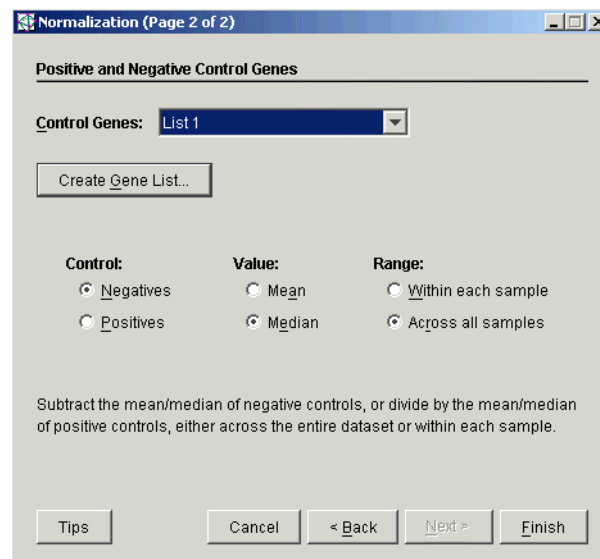 Normalization (Page 2 of 2)
Positive and Negative Control Genes
Control Genes: List 1
Create Gene List...
Control: Value: Range:
Negatives Mean Within each sample
Positives Median Across all samples
Subtract the mean/median of negative controls, or divide by the mean/median
of positive controls, either across the entire dataset or within each sample.
Tips Cancel < Back Next > Finish